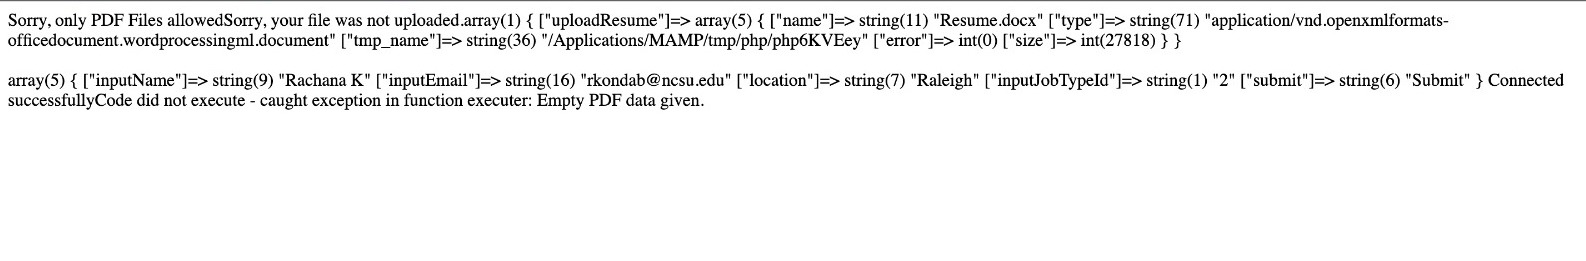 Sorry, only PDF Files allowedSorry, your file was not uploaded.array(1) { ["uploadResume"]=> array(5) { ["name"]=> string(11) "Resume.docx" ["type"]=> string(71) "application/vnd.openxmlformats-
officedocument.wordprocessingml.document" ["tmp_name"]=> string(36) "/Applications/MAMP/tmp/php/php6KVEey" ["error"]=> int(0) ["size"]=> int(27818) } }
array(5) { ["inputName"]=> string(9) "Rachana K" ["inputEmail"]=> string(16) "rkondab@ncsu.edu" ["location"]=> string(7) "Raleigh" ["inputJobTypeId"]=> string(1) "2" ["submit"]=> string(6) "Submit" } Connected
successfullyCode did not execute - caught exception in function executer: Empty PDF data given.